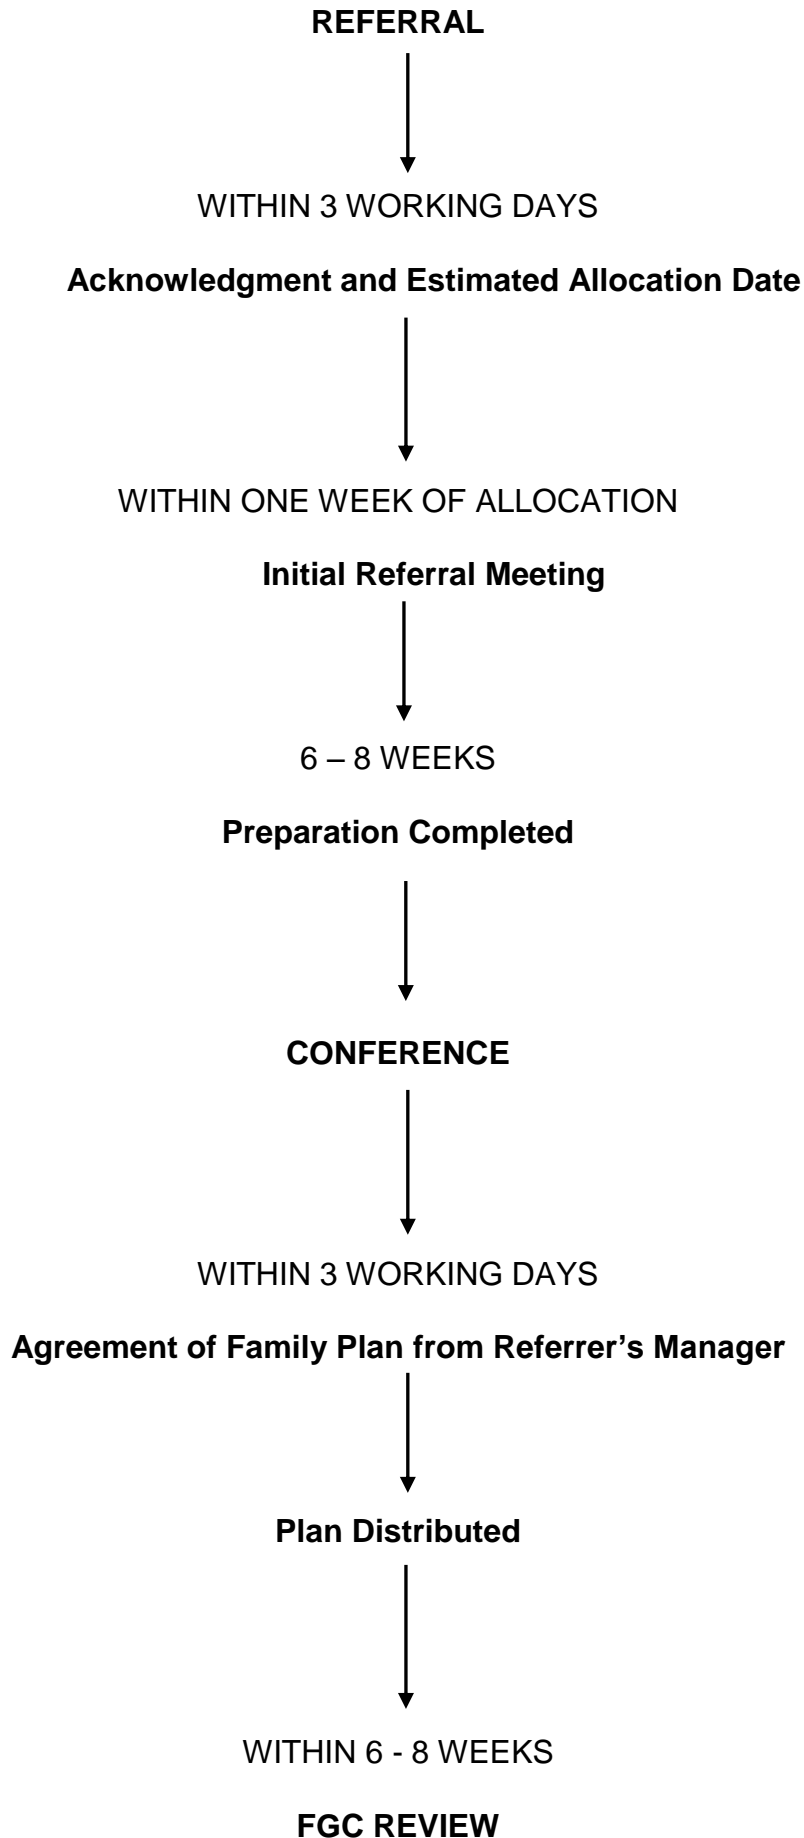 REFERRAL
WITHIN 3 WORKING DAYS
Acknowledgment and Estimated Allocation Date
WITHIN ONE WEEK OF ALLOCATION
Initial Referral Meeting
6 – 8 WEEKS
Preparation Completed
CONFERENCE
WITHIN 3 WORKING DAYS
Agreement of Family Plan from Referrer’s Manager
Plan Distributed
WITHIN 6 - 8 WEEKS
FGC REVIEW